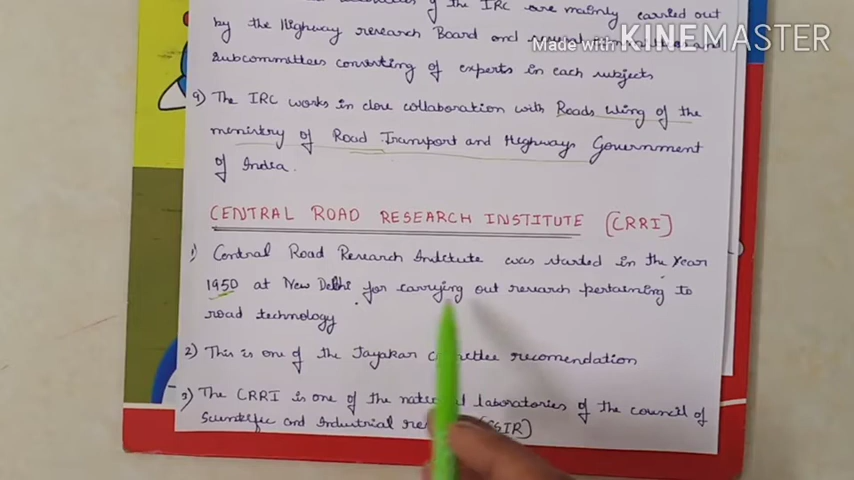 of the IRC are mainly carried out
by the Highway research Board and
Made with KINEMASTER
subcommittees consisting of experts in each subjects
9) The IRC works in close collaboration with Roads Wing of the
ministry of Road Transport and Highways Government
of India.
CENTRAL ROAD RESEARCH INSTITUTE (CRRI)
1) Central Road Research Institute was started in the Year
1950 at New Delhi for carrying out research pertaining to
road technology
2) This is one of the Jayakar recomendation
3) The CRRI is one of the national laboratories of the council of
Scientific and Industrial